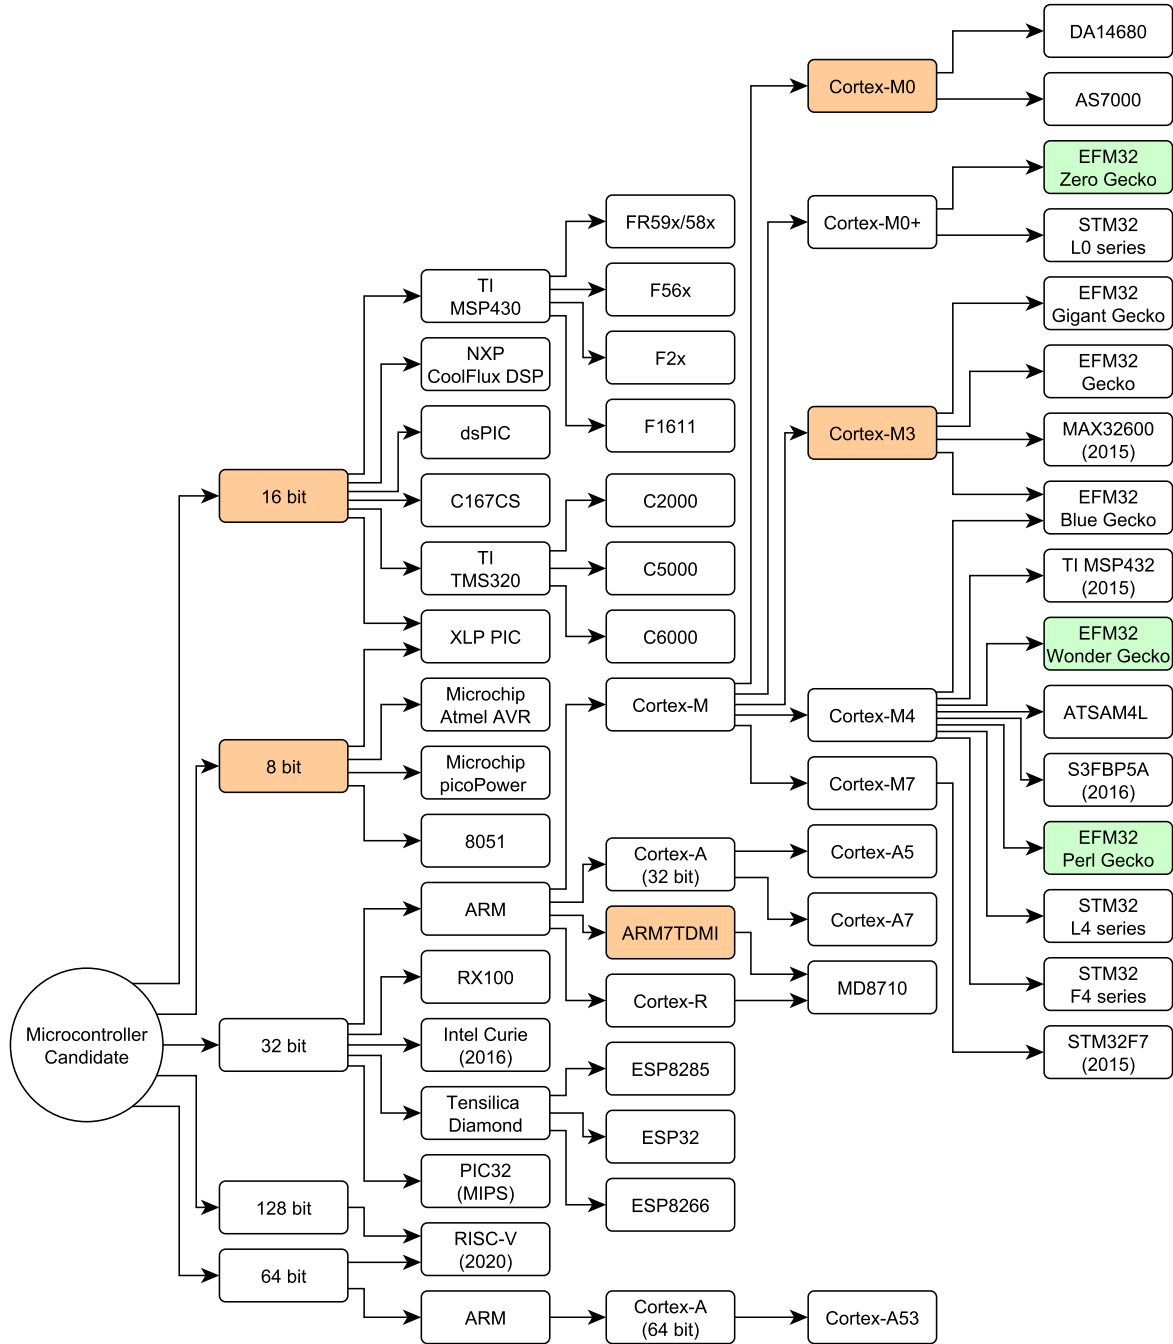 Microcontroller
Candidate
16 bit
8 bit
32 bit
128 bit
64 bit
TI
MSP430
NXP
CoolFlux DSP
dsPIC
C167CS
TI
TMS320
XLP PIC
Microchip
Atmel AVR
Microchip
picoPower
8051
ARM
RX100
Intel Curie
(2016)
Tensilica
Diamond
PIC32
(MIPS)
RISC-V
(2020)
ARM
FR59x/58x
F56x
F2x
F1611
C2000
C5000
C6000
Cortex-M
Cortex-A
(32 bit)
ARM7TDMI
Cortex-R
ESP8285
ESP32
ESP8266
Cortex-A
(64 bit)
Cortex-M0
Cortex-M0+
Cortex-M3
Cortex-M4
Cortex-M7
Cortex-A5
Cortex-A7
MD8710
Cortex-A53
DA14680
AS7000
EFM32
Zero Gecko
STM32
L0 series
EFM32
Gigant Gecko
EFM32
Gecko
MAX32600
(2015)
EFM32
Blue Gecko
TI MSP432
(2015)
EFM32
Wonder Gecko
ATSAM4L
S3FBP5A
(2016)
EFM32
Perl Gecko
STM32
L4 series
STM32
F4 series
STM32F7
(2015)